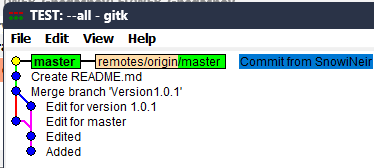 TEST: --all - gitk
File Edit View Help
master remotes/origin/master Commit from SnowiNeir
Create README.md
Merge branch 'Version1.0.1'
Edit for version 1.0.1
Edit for master
Edited
Added